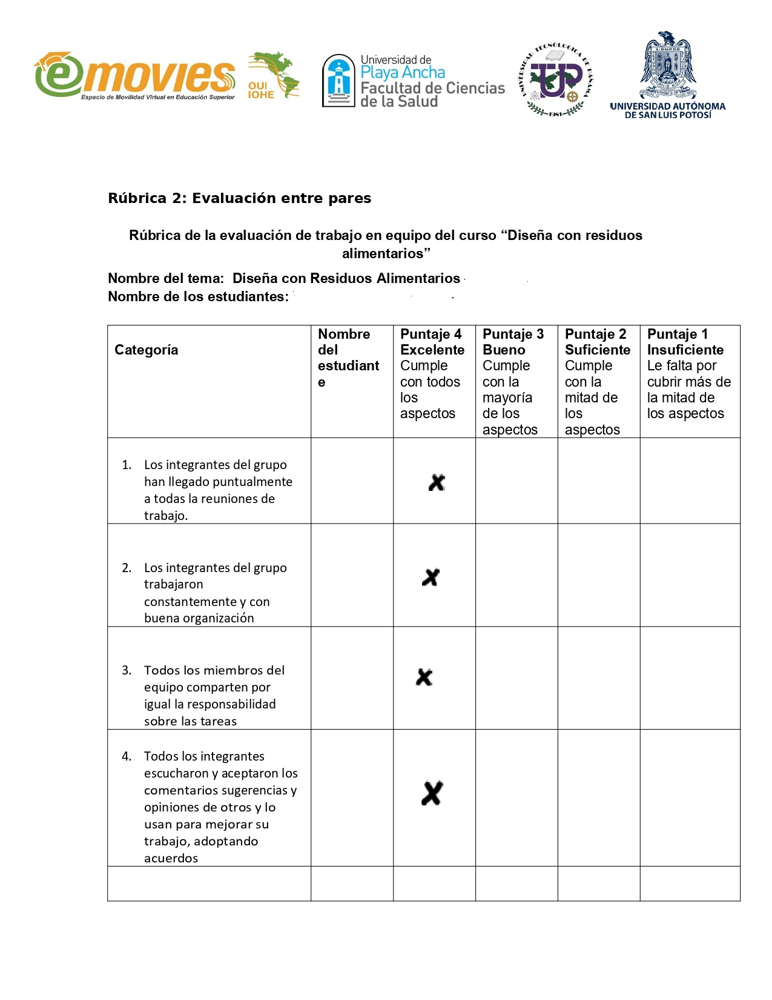 emovies
Espacio de Movilidad Virtual en Educación Superior
OUI
IOHE
Universidad de
Playa Ancha
Facultad de Ciencias
de la Salud
UNIVERSIDAD TECNOLÓGICA DE PANAMÁ
UTP
1981
SIEMPRE
UNIVERSIDAD AUTÓNOMA
DE SAN LUIS POTOSÍ
Rúbrica 2: Evaluación entre pares
Rúbrica de la evaluación de trabajo en equipo del curso “Diseña con residuos
alimentarios”
Nombre del tema: Diseña con Residuos Alimentarios
Nombre de los estudiantes:
Categoría
Nombre
del
estudiant
e
Puntaje 4
Excelente
Cumple
con todos
los
aspectos
Puntaje 3
Bueno
Cumple
con la
mayoría
de los
aspectos
Puntaje 2
Suficiente
Cumple
con la
mitad de
los
aspectos
Puntaje 1
Insuficiente
Le falta por
cubrir más de
la mitad de
los aspectos
1. Los integrantes del grupo
han llegado puntualmente
a todas la reuniones de
trabajo.
X
2. Los integrantes del grupo
trabajaron
constantemente y con
buena organización
X
3. Todos los miembros del
equipo comparten por
igual la responsabilidad
sobre las tareas
X
4. Todos los integrantes
escucharon y aceptaron los
comentarios sugerencias y
opiniones de otros y lo
usan para mejorar su
trabajo, adoptando
acuerdos
X